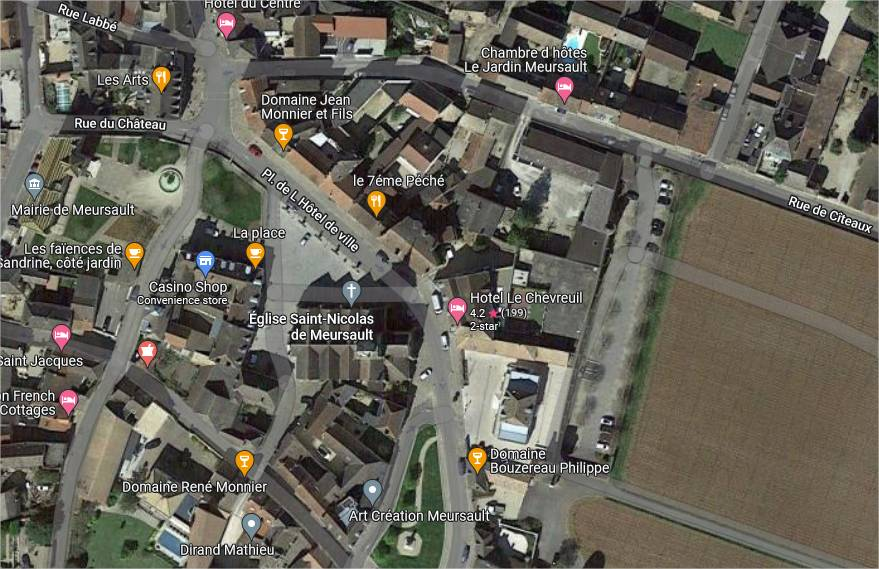 Hotel du Centre
Rue Labbé
Les Arts
Chambre d hôtes
Le Jardin Meursault
Domaine Jean
Monnier et Fils
Rue du Château
le 7éme Péché
Mairie de Meursault
Pl. de L Hôtel de ville
Rue de Cîteaux
La place
Les faïences de
Sandrine, côté jardin
Casino Shop
Convenience store
Église Saint-Nicolas
de Meursault
Hotel Le Chevreuil
4.2 ★ (199)
2-star
Saint Jacques
on French
Cottages
Domaine
Bouzereau Philippe
Domaine René Monnier
Art Création Meursault
Dirand Mathieu